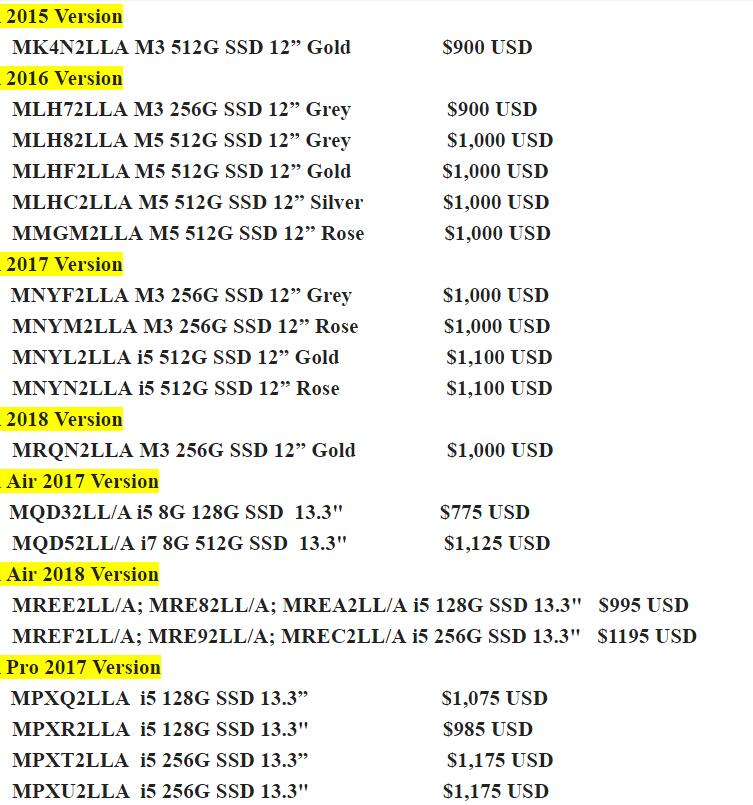 2015 Version
MK4N2LLA M3 512G SSD 12” Gold $900 USD
2016 Version
MLH72LLA M3 256G SSD 12” Grey $900 USD
MLH82LLA M5 512G SSD 12” Grey $1,000 USD
MLHF2LLA M5 512G SSD 12” Gold $1,000 USD
MLHC2LLA M5 512G SSD 12” Silver $1,000 USD
MMGM2LLA M5 512G SSD 12” Rose $1,000 USD
2017 Version
MNYF2LLA M3 256G SSD 12” Grey $1,000 USD
MNYM2LLA M3 256G SSD 12” Rose $1,000 USD
MNYL2LLA i5 512G SSD 12” Gold $1,100 USD
MNYN2LLA i5 512G SSD 12” Rose $1,100 USD
2018 Version
MRQN2LLA M3 256G SSD 12” Gold $1,000 USD
Air 2017 Version
MQD32LL/A i5 8G 128G SSD 13.3" $775 USD
MQD52LL/A i7 8G 512G SSD 13.3" $1,125 USD
Air 2018 Version
MREE2LL/A; MRE82LL/A; MREA2LL/A i5 128G SSD 13.3" $995 USD
MREF2LL/A; MRE92LL/A; MREC2LL/A i5 256G SSD 13.3" $1195 USD
Pro 2017 Version
MPXQ2LLA i5 128G SSD 13.3” $1,075 USD
MPXR2LLA i5 128G SSD 13.3" $985 USD
MPXT2LLA i5 256G SSD 13.3” $1,175 USD
MPXU2LLA i5 256G SSD 13.3" $1,175 USD